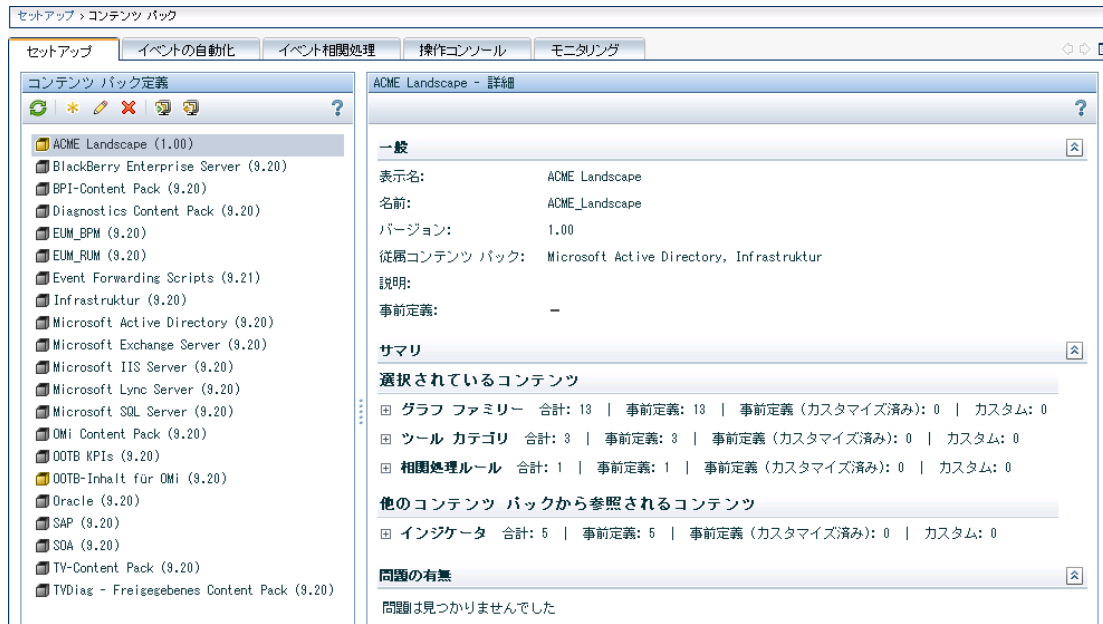 セットアップ > コンテンツ パック
セットアップ イベントの自動化 イベント相関処理 操作コンソール モニタリング
コンテンツ パック定義
ACME Landscape (1.00)
BlackBerry Enterprise Server (9.20)
BPI-Content Pack (9.20)
Diagnostics Content Pack (9.20)
EUM_BPM (9.20)
EUM_RUM (9.20)
Event Forwarding Scripts (9.21)
Infrastruktur (9.20)
Microsoft Active Directory (9.20)
Microsoft Exchange Server (9.20)
Microsoft IIS Server (9.20)
Microsoft Lync Server (9.20)
Microsoft SQL Server (9.20)
OMi Content Pack (9.20)
OOTB KPIs (9.20)
OOTB-Inhalt für OMi (9.20)
Oracle (9.20)
SAP (9.20)
SOA (9.20)
TV-Content Pack (9.20)
TVDiag - Freigegebenes Content Pack (9.20)
ACME Landscape - 詳細
一般
表示名: ACME Landscape
名前: ACME_Landscape
バージョン: 1.00
従属コンテンツ パック: Microsoft Active Directory, Infrastruktur
説明:
事前定義: –
サマリ
選択されているコンテンツ
グラフ ファミリー 合計: 13 | 事前定義: 13 | 事前定義 (カスタマイズ済み): 0 | カスタム: 0
ツール カテゴリ 合計: 3 | 事前定義: 3 | 事前定義 (カスタマイズ済み): 0 | カスタム: 0
相関処理ルール 合計: 1 | 事前定義: 1 | 事前定義 (カスタマイズ済み): 0 | カスタム: 0
他のコンテンツ パックから参照されるコンテンツ
インジケータ 合計: 5 | 事前定義: 5 | 事前定義 (カスタマイズ済み): 0 | カスタム: 0
問題の有無
問題は見つかりませんでした